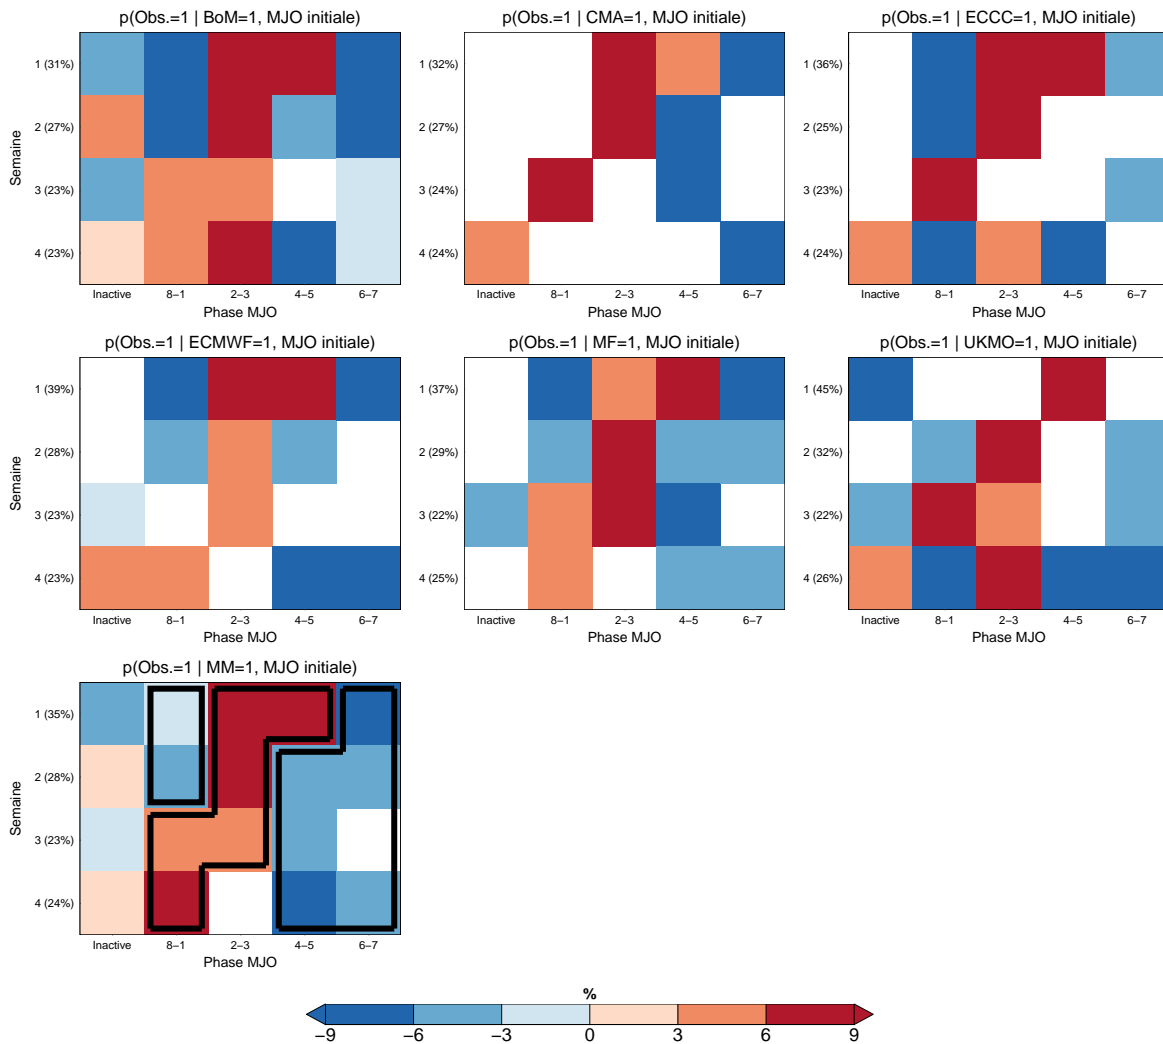 p(Obs.=1 | BoM=1, MJO initiale)
Semaine
1 (31%)
2 (27%)
3 (23%)
4 (23%)
Inactive 8−1 2−3 4−5 6−7
Phase MJO
p(Obs.=1 | CMA=1, MJO initiale)
1 (32%)
2 (27%)
3 (24%)
4 (24%)
Inactive 8−1 2−3 4−5 6−7
Phase MJO
p(Obs.=1 | ECCC=1, MJO initiale)
1 (36%)
2 (25%)
3 (23%)
4 (24%)
Inactive 8−1 2−3 4−5 6−7
Phase MJO
p(Obs.=1 | ECMWF=1, MJO initiale)
Semaine
1 (39%)
2 (28%)
3 (23%)
4 (23%)
Inactive 8−1 2−3 4−5 6−7
Phase MJO
p(Obs.=1 | MF=1, MJO initiale)
1 (37%)
2 (29%)
3 (22%)
4 (25%)
Inactive 8−1 2−3 4−5 6−7
Phase MJO
p(Obs.=1 | UKMO=1, MJO initiale)
1 (45%)
2 (32%)
3 (22%)
4 (26%)
Inactive 8−1 2−3 4−5 6−7
Phase MJO
p(Obs.=1 | MM=1, MJO initiale)
Semaine
1 (35%)
2 (28%)
3 (23%)
4 (24%)
Inactive 8−1 2−3 4−5 6−7
Phase MJO
%
−9 −6 −3 0 3 6 9